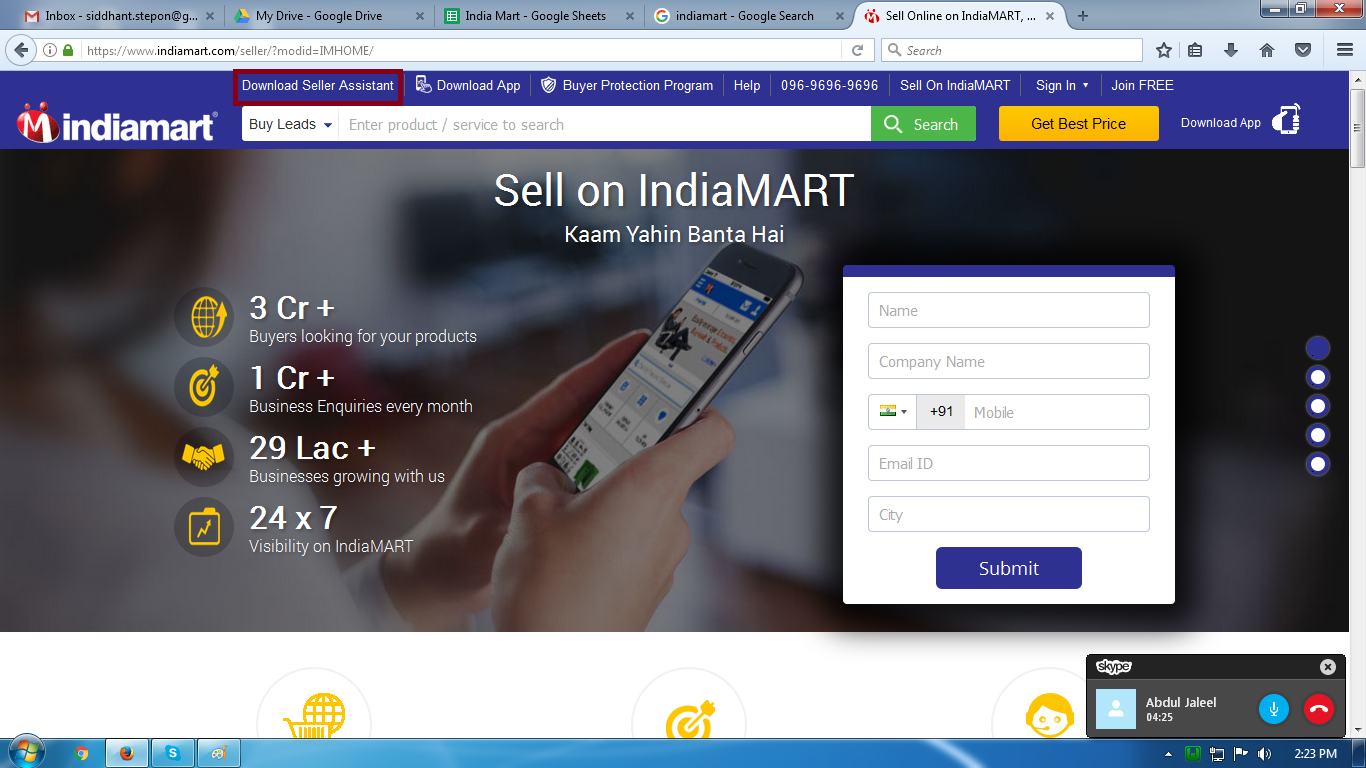 Inbox - siddhant.stepon@g...
My Drive - Google Drive
India Mart - Google Sheets
indiamart - Google Search
Sell Online on IndiaMART, ...
https://www.indiamart.com/seller/?modid=IMHOME/
Search
Download Seller Assistant
Download App
Buyer Protection Program
Help
096-9696-9696
Sell On IndiaMART
Sign In
Join FREE
indiamart
Buy Leads
Enter product / service to search
Search
Get Best Price
Download App
Sell on IndiaMART
Kaam Yahin Banta Hai
3 Cr +
Buyers looking for your products
1 Cr +
Business Enquiries every month
29 Lac +
Businesses growing with us
24 x 7
Visibility on IndiaMART
Name
Company Name
+91
Mobile
Email ID
City
Submit
skype
Abdul Jaleel
04:25
2:23 PM